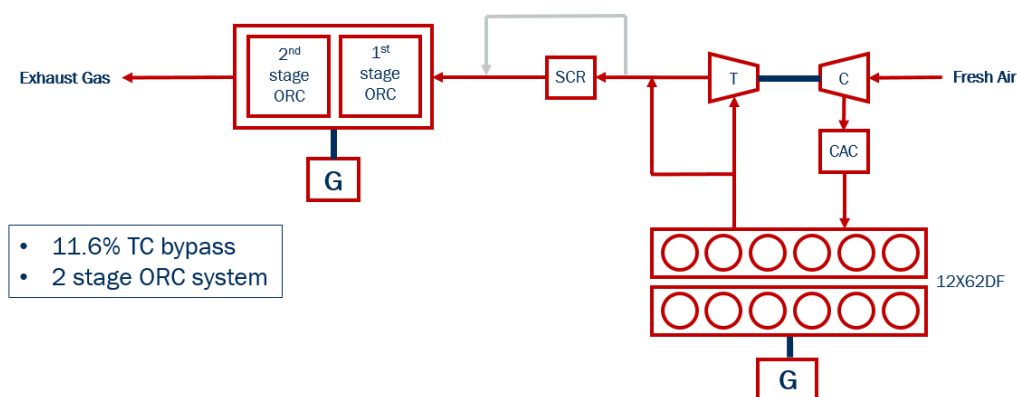 Exhaust Gas
2nd
stage
ORC
1st
stage
ORC
SCR
T
C
Fresh Air
CAC
G
• 11.6% TC bypass
• 2 stage ORC system
12X62DF
G